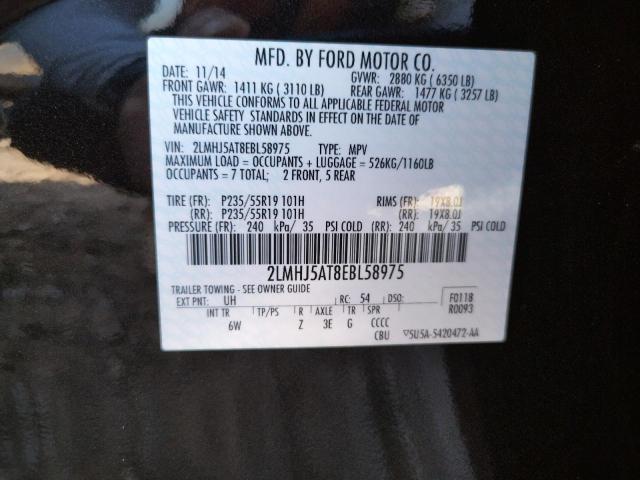 MFD. BY FORD MOTOR CO.
DATE: 11/14 GVWR: 2880 KG ( 6350 LB)
FRONT GAWR: 1411 KG ( 3110 LB) REAR GAWR: 1477 KG ( 3257 LB)
THIS VEHICLE CONFORMS TO ALL APPLICABLE FEDERAL MOTOR
VEHICLE SAFETY STANDARDS IN EFFECT ON THE DATE OF
MANUFACTURE SHOWN ABOVE.
VIN: 2LMHJ5AT8EBL58975 TYPE: MPV
MAXIMUM LOAD = OCCUPANTS + LUGGAGE = 526KG/1160LB
OCCUPANTS = 7 TOTAL; 2 FRONT, 5 REAR
TIRE (FR): P235/55R19 101H RIMS (FR): 19X8.0J
(RR): P235/55R19 101H (RR): 19X8.0J
PRESSURE (FR): 240 kPa/ 35 PSI COLD (RR): 240 kPa/ 35 PSI COLD
2LMHJ5AT8EBL58975
TRAILER TOWING - SEE OWNER GUIDE
EXT PNT: UH RC: 54 DSO: F0118
INT TR TP/PS R AXLE TR SPR R0093
6W Z 3E G CCCC
CBU 5U5A-S420472-AA